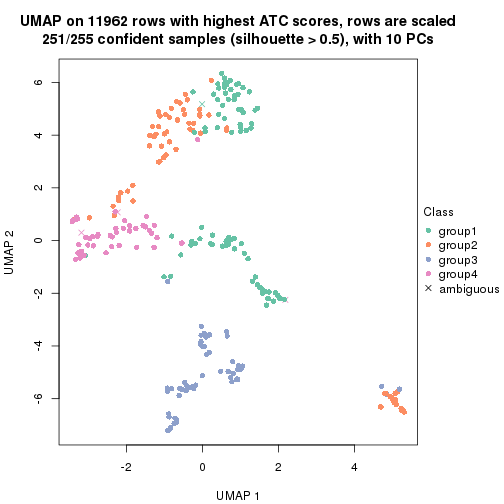 UMAP on 11962 rows with highest ATC scores, rows are scaled
251/255 confident samples (silhouette > 0.5), with 10 PCs
6
4
2
0
-2
-4
-6
UMAP 2
-2
0
2
4
UMAP 1
Class
group1
group2
group3
group4
ambiguous